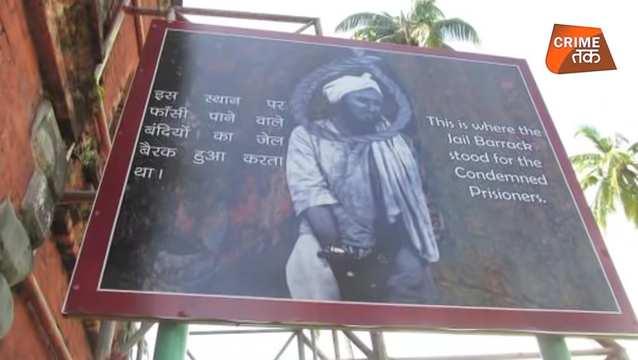 CRIME
तक
इस स्थान पर
फाँसी पाने वाले
बंदियों का जेल
बैरक हुआ करता
था।
This is where the
Jail Barrack
stood for the
Condemned
Prisioners.